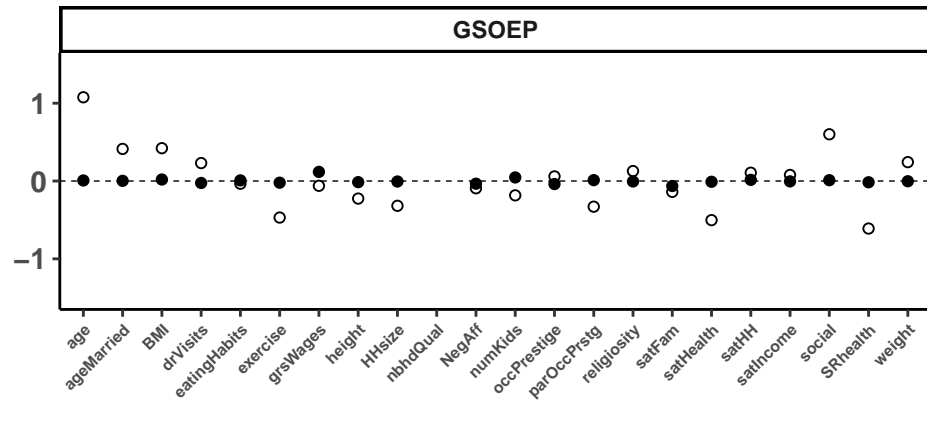 GSOEP
1
0
−1
age
ageMarried
BMI
drVisits
eatingHabits
exercise
grsWages
height
HHsize
nbhdQual
NegAff
numKids
occPrestige
parOccPrstg
religiosity
satFam
satHealth
satHH
satIncome
social
SRhealth
weight